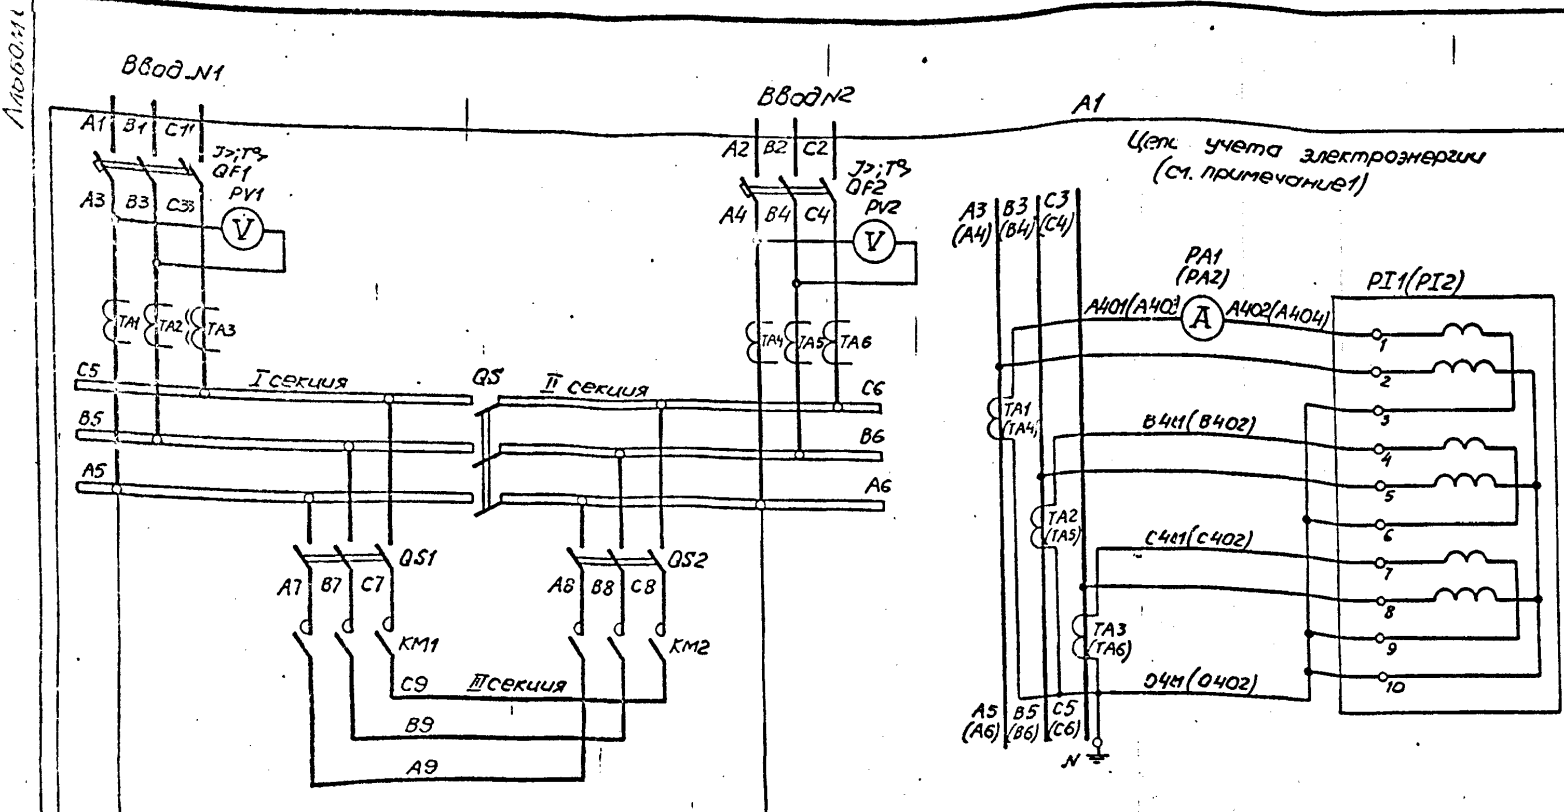 Альбом
Ввод N1
A1 B1 C1
I>;T°>
QF1
PV1
A3 B3 C3
V
TA1 TA2 TA3
Ввод N2
A2 B2 C2
I>;T°>
QF2
PV2
A4 B4 C4
V
TA4 TA5 TA6
C5 I секция QS II секция C6
B5 B6
A5 A6
QS1 QS2
A7 B7 C7 A8 B8 C8
KM1 KM2
C9 III секция
B9
A9
A1
Цепи учета электроэнергии
(см. примечание 1)
A3 B3 C3
(A4) (B4) (C4)
PA1
(PA2)
PI1(PI2)
A401(A403) A A402(A404)
1
2
3
TA1
(TA4)
B401(B402)
4
5
6
TA2
(TA5)
C401(C402)
7
8
9
TA3
(TA6)
0401(0402)
10
A5 B5 C5
(A6) (B6) (C6)
N